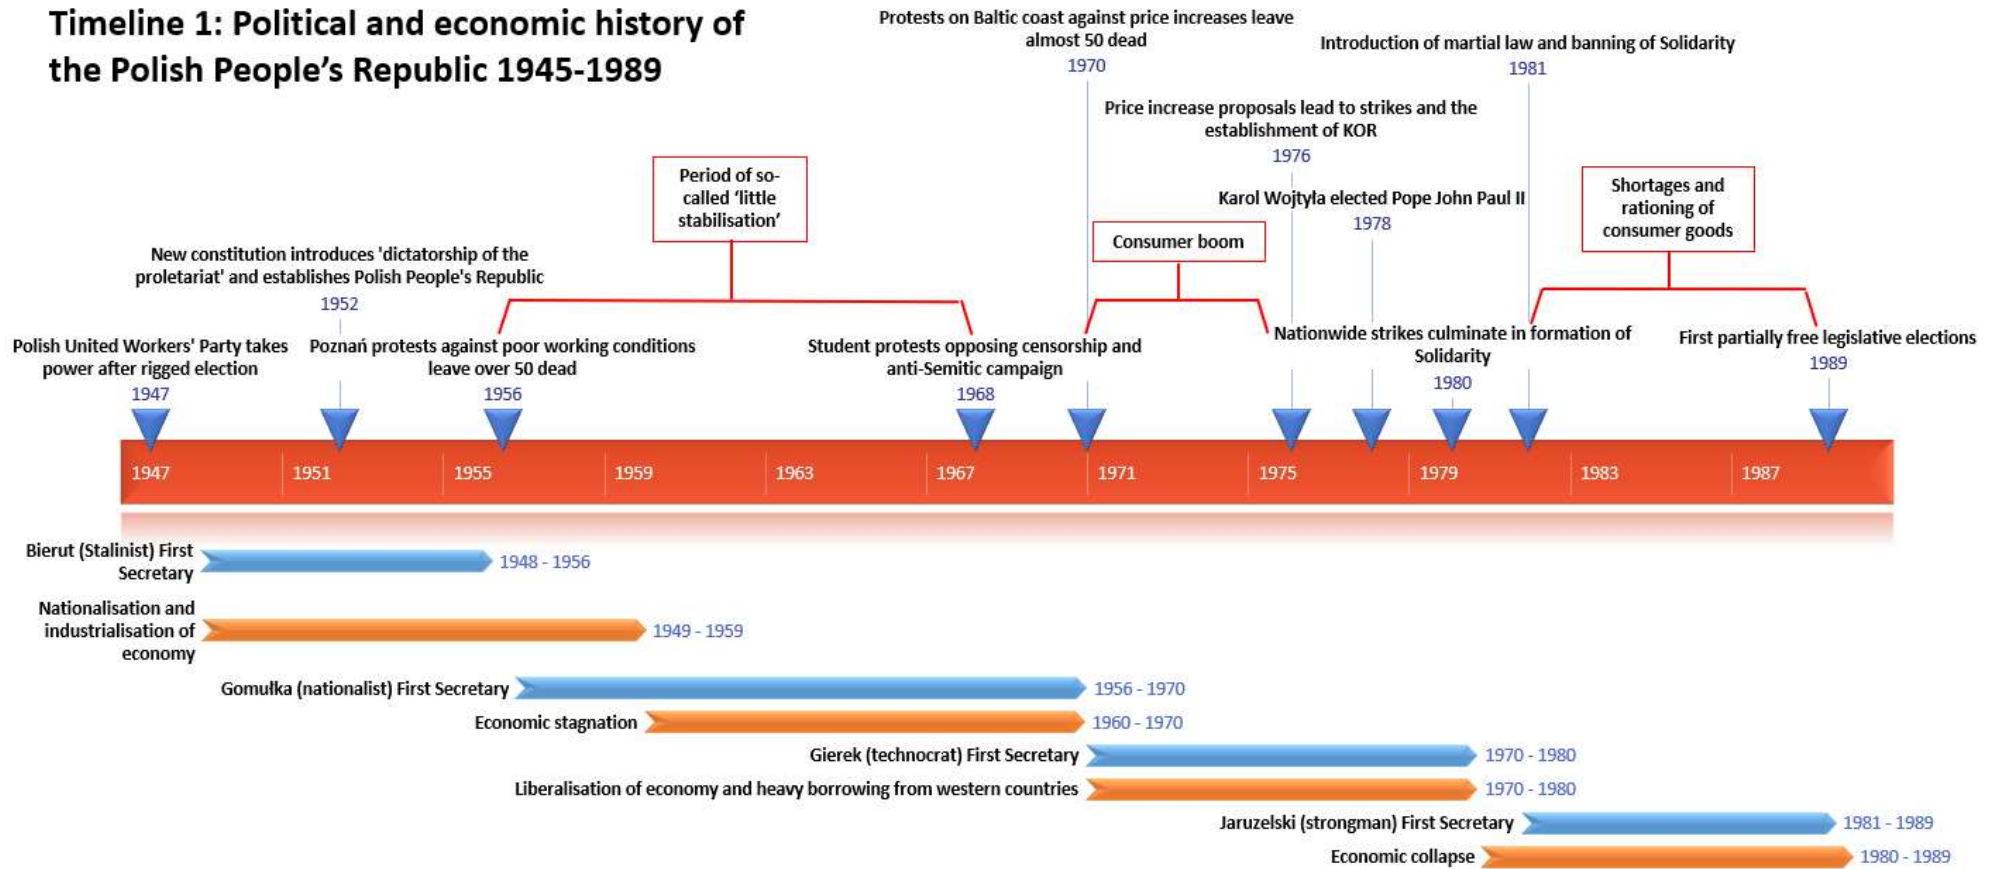 Timeline 1: Political and economic history of
the Polish People’s Republic 1945-1989
Protests on Baltic coast against price increases leave
almost 50 dead
1970
Introduction of martial law and banning of Solidarity
1981
Price increase proposals lead to strikes and the
establishment of KOR
1976
Period of so-
called ‘little
stabilisation’
Shortages and
rationing of
consumer goods
Karol Wojtyła elected Pope John Paul II
1978
Consumer boom
New constitution introduces 'dictatorship of the
proletariat' and establishes Polish People's Republic
1952
Polish United Workers' Party takes
power after rigged election
1947
Poznań protests against poor working conditions
leave over 50 dead
1956
Student protests opposing censorship and
anti-Semitic campaign
1968
Nationwide strikes culminate in formation of
Solidarity
1980
First partially free legislative elections
1989
1947 1951 1955 1959 1963 1967 1971 1975 1979 1983 1987
Bierut (Stalinist) First
Secretary
1948 - 1956
Nationalisation and
industrialisation of
economy
1949 - 1959
Gomułka (nationalist) First Secretary 1956 - 1970
Economic stagnation 1960 - 1970
Gierek (technocrat) First Secretary 1970 - 1980
Liberalisation of economy and heavy borrowing from western countries 1970 - 1980
Jaruzelski (strongman) First Secretary 1981 - 1989
Economic collapse 1980 - 1989